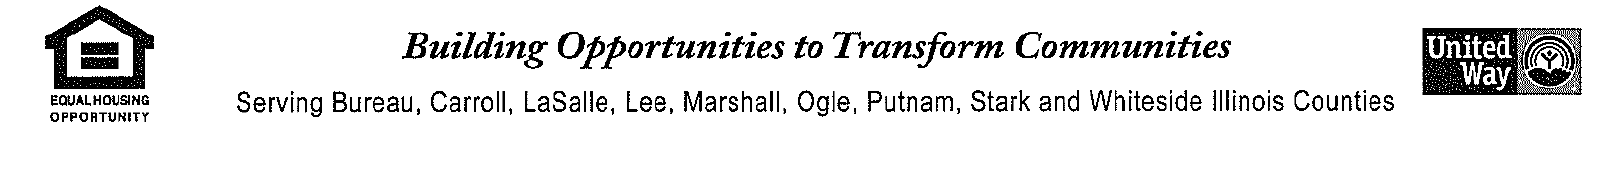 Building Opportunities to Transform Communities
United
Way
EQUAL HOUSING
OPPORTUNITY
Serving Bureau, Carroll, LaSalle, Lee, Marshall, Ogle, Putnam, Stark and Whiteside Illinois Counties